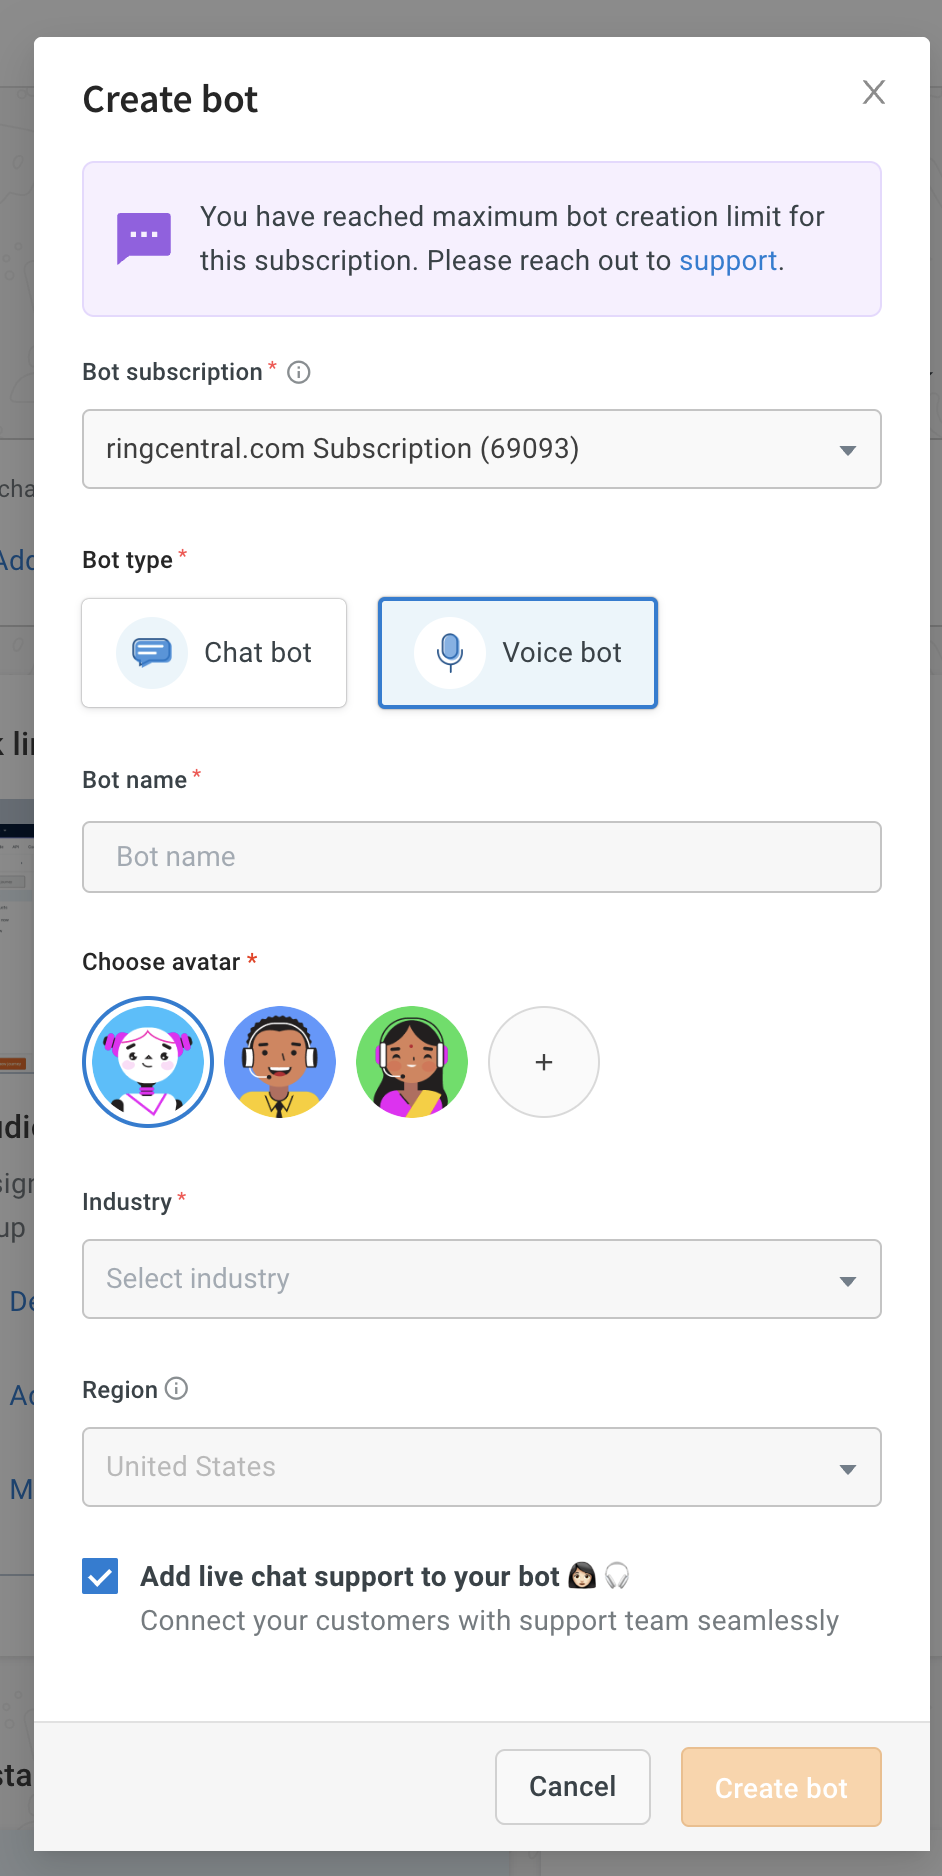 Create bot
You have reached maximum bot creation limit for
this subscription. Please reach out to support.
Bot subscription *
ringcentral.com Subscription (69093)
Bot type *
Chat bot
Voice bot
Bot name *
Bot name
Choose avatar *
+
Industry *
Select industry
Region
United States
Add live chat support to your bot
Connect your customers with support team seamlessly
Cancel
Create bot